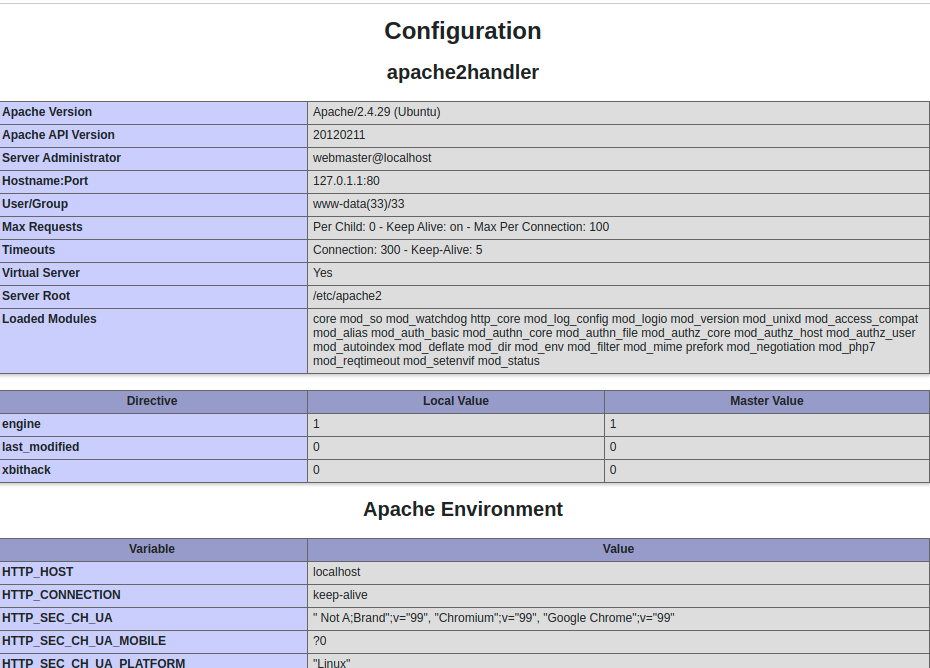 Configuration
apache2handler
Apache Version Apache/2.4.29 (Ubuntu)
Apache API Version 20120211
Server Administrator webmaster@localhost
Hostname:Port 127.0.1.1:80
User/Group www-data(33)/33
Max Requests Per Child: 0 - Keep Alive: on - Max Per Connection: 100
Timeouts Connection: 300 - Keep-Alive: 5
Virtual Server Yes
Server Root /etc/apache2
Loaded Modules core mod_so mod_watchdog http_core mod_log_config mod_logio mod_version mod_unixd mod_access_compat
mod_alias mod_auth_basic mod_authn_core mod_authn_file mod_authz_core mod_authz_host mod_authz_user
mod_autoindex mod_deflate mod_dir mod_env mod_filter mod_mime prefork mod_negotiation mod_php7
mod_reqtimeout mod_setenvif mod_status
Directive Local Value Master Value
engine 1 1
last_modified 0 0
xbithack 0 0
Apache Environment
Variable Value
HTTP_HOST localhost
HTTP_CONNECTION keep-alive
HTTP_SEC_CH_UA " Not A;Brand";v="99", "Chromium";v="99", "Google Chrome";v="99"
HTTP_SEC_CH_UA_MOBILE ?0
HTTP_SEC_CH_UA_PLATFORM "Linux"